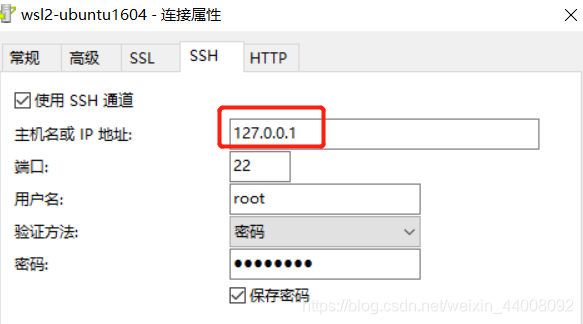 wsl2-ubuntu1604 - 连接属性
常规 高级 SSL SSH HTTP
使用 SSH 通道
主机名或 IP 地址: 127.0.0.1
端口: 22
用户名: root
验证方法: 密码
密码: ●●●●●●●●
保存密码
https://blog.csdn.net/weixin_44008092